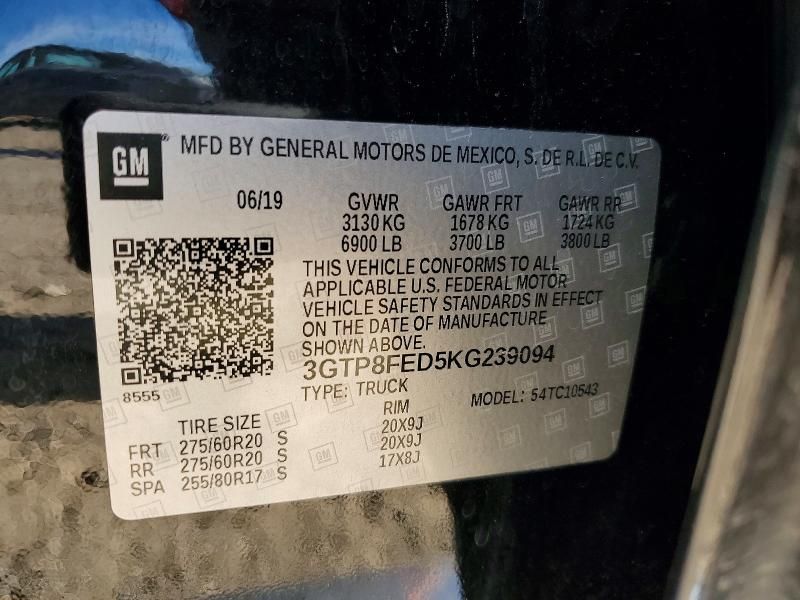 GM
MFD BY GENERAL MOTORS DE MEXICO, S. DE R.L. DE C.V.
06/19 GVWR GAWR FRT GAWR RR
3130 KG 1678 KG 1724 KG
6900 LB 3700 LB 3800 LB
THIS VEHICLE CONFORMS TO ALL
APPLICABLE U.S. FEDERAL MOTOR
VEHICLE SAFETY STANDARDS IN EFFECT
ON THE DATE OF MANUFACTURE
SHOWN ABOVE.
3GTP8FED5KG239094
8555 TYPE: TRUCK MODEL: 54TC10543
TIRE SIZE RIM
FRT 275/60R20 S 20X9J
RR 275/60R20 S 20X9J
SPA 255/80R17 S 17X8J